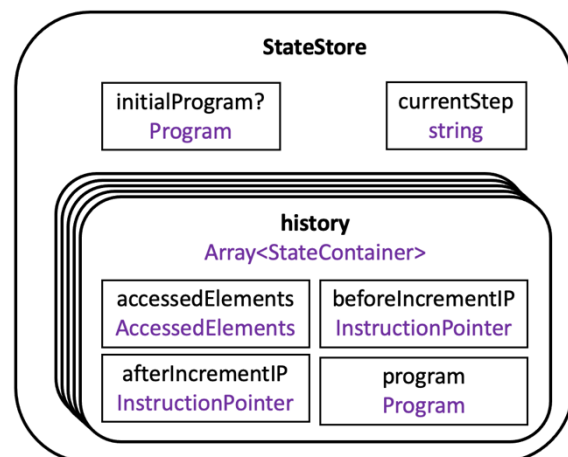 StateStore
initialProgram?
Program
currentStep
string
history
Array<StateContainer>
accessedElements
AccessedElements
beforeIncrementIP
InstructionPointer
afterIncrementIP
InstructionPointer
program
Program